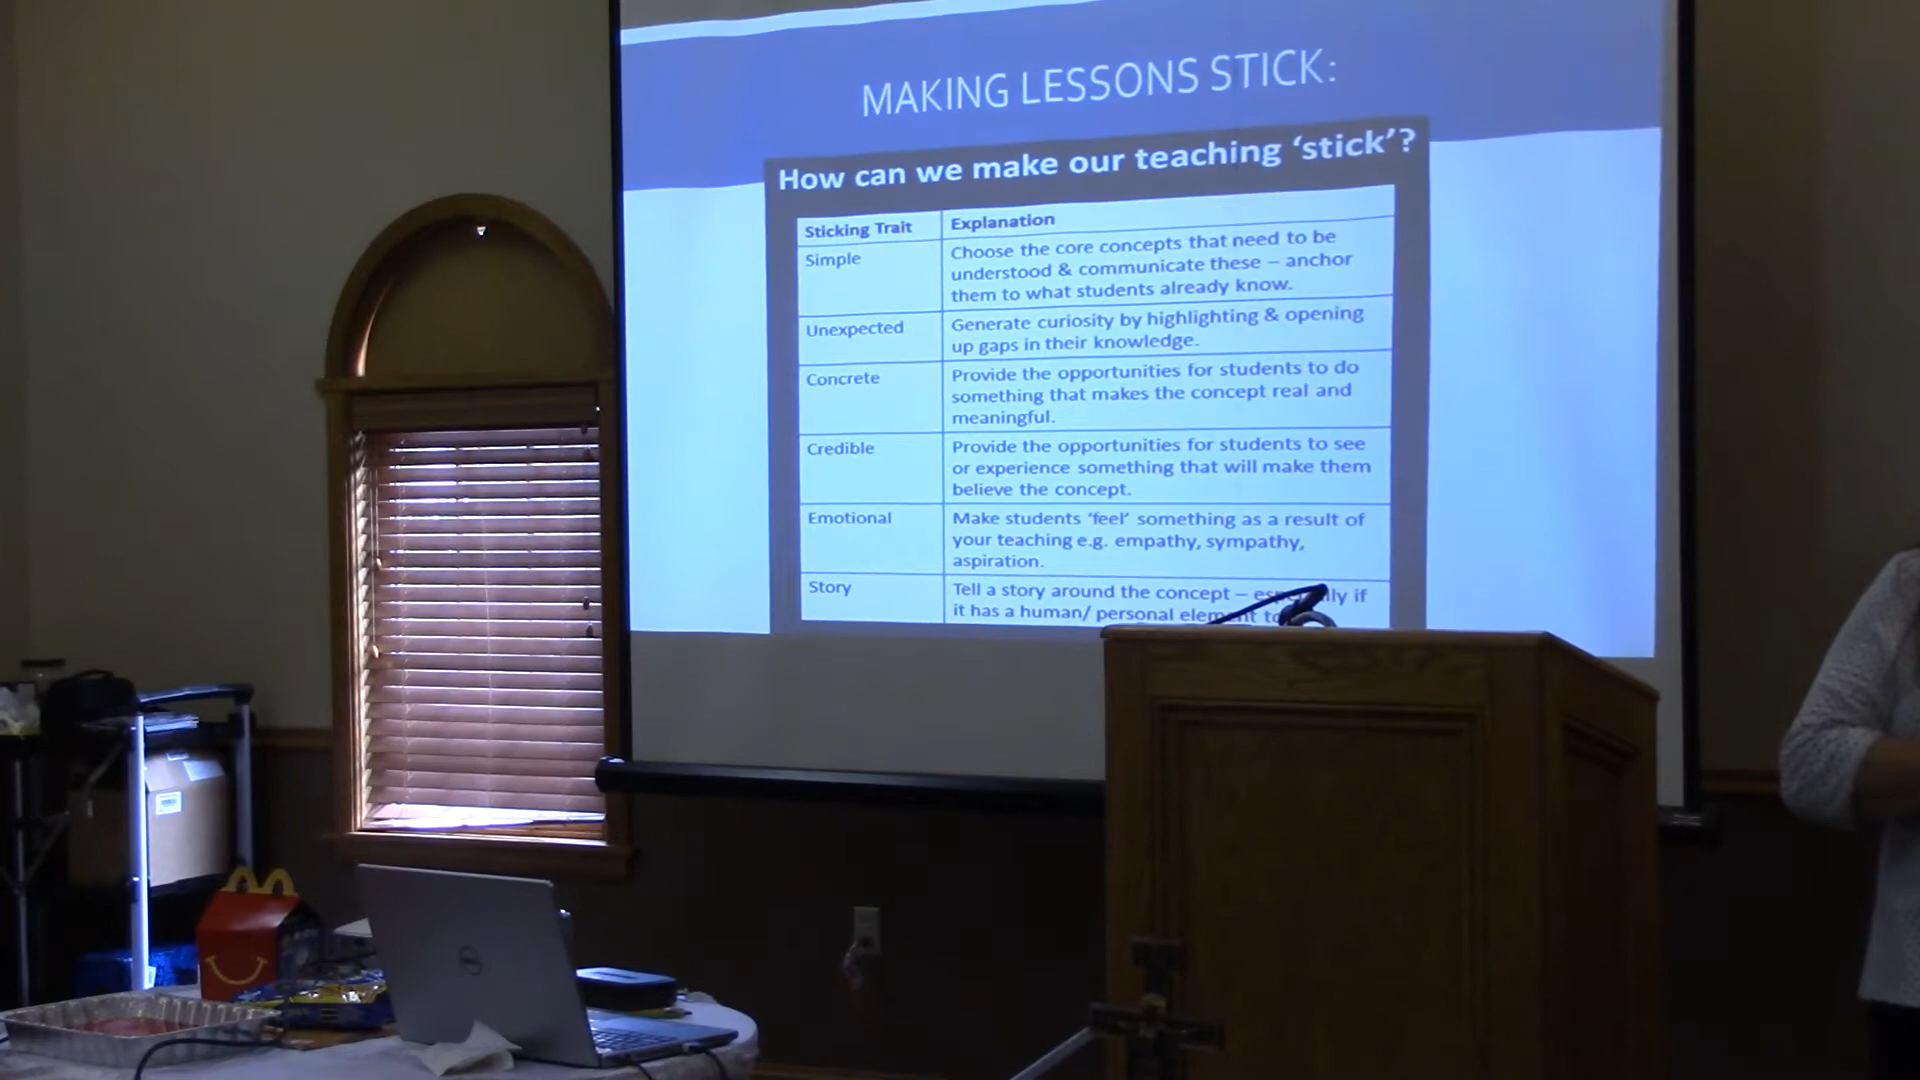 MAKING LESSONS STICK:
How can we make our teaching ‘stick’?
Sticking Trait
Explanation
Simple
Choose the core concepts that need to be
understood & communicate these – anchor
them to what students already know.
Unexpected
Generate curiosity by highlighting & opening
up gaps in their knowledge.
Concrete
Provide the opportunities for students to do
something that makes the concept real and
meaningful.
Credible
Provide the opportunities for students to see
or experience something that will make them
believe the concept.
Emotional
Make students ‘feel’ something as a result of
your teaching e.g. empathy, sympathy,
aspiration.
Story
Tell a story around the concept – if
it has a human/ personal
DELL